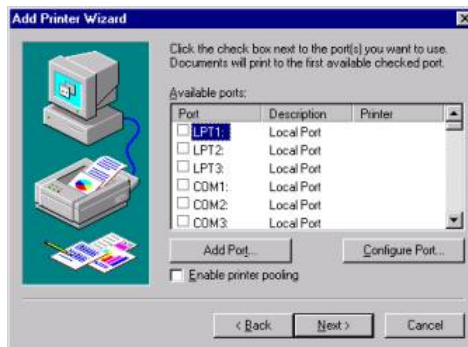 Add Printer Wizard
Click the check box next to the port(s) you want to use.
Documents will print to the first available checked port.
Available ports:
Port Description Printer
LPT1: Local Port
LPT2: Local Port
LPT3: Local Port
COM1: Local Port
COM2: Local Port
COM3: Local Port
Add Port... Configure Port...
Enable printer pooling
< Back Next > Cancel